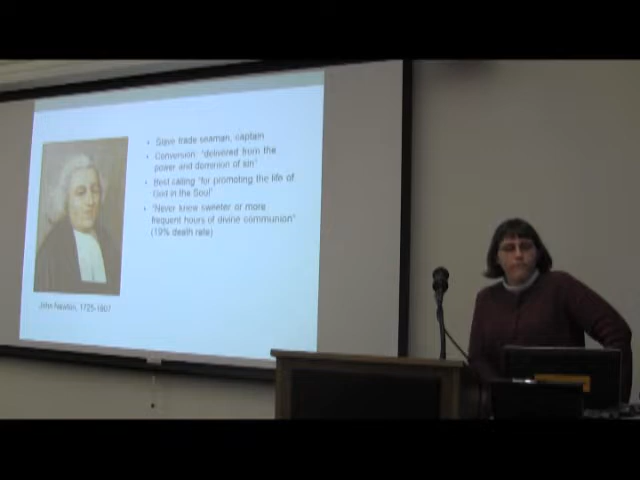 • Slave trade seaman, captain
• Conversion: "delivered from the
power and dominion of sin"
• Best calling "for promoting the life of
God in the Soul"
• "Never knew sweeter or more
frequent hours of divine communion"
(19% death rate)
John Newton, 1725-1807